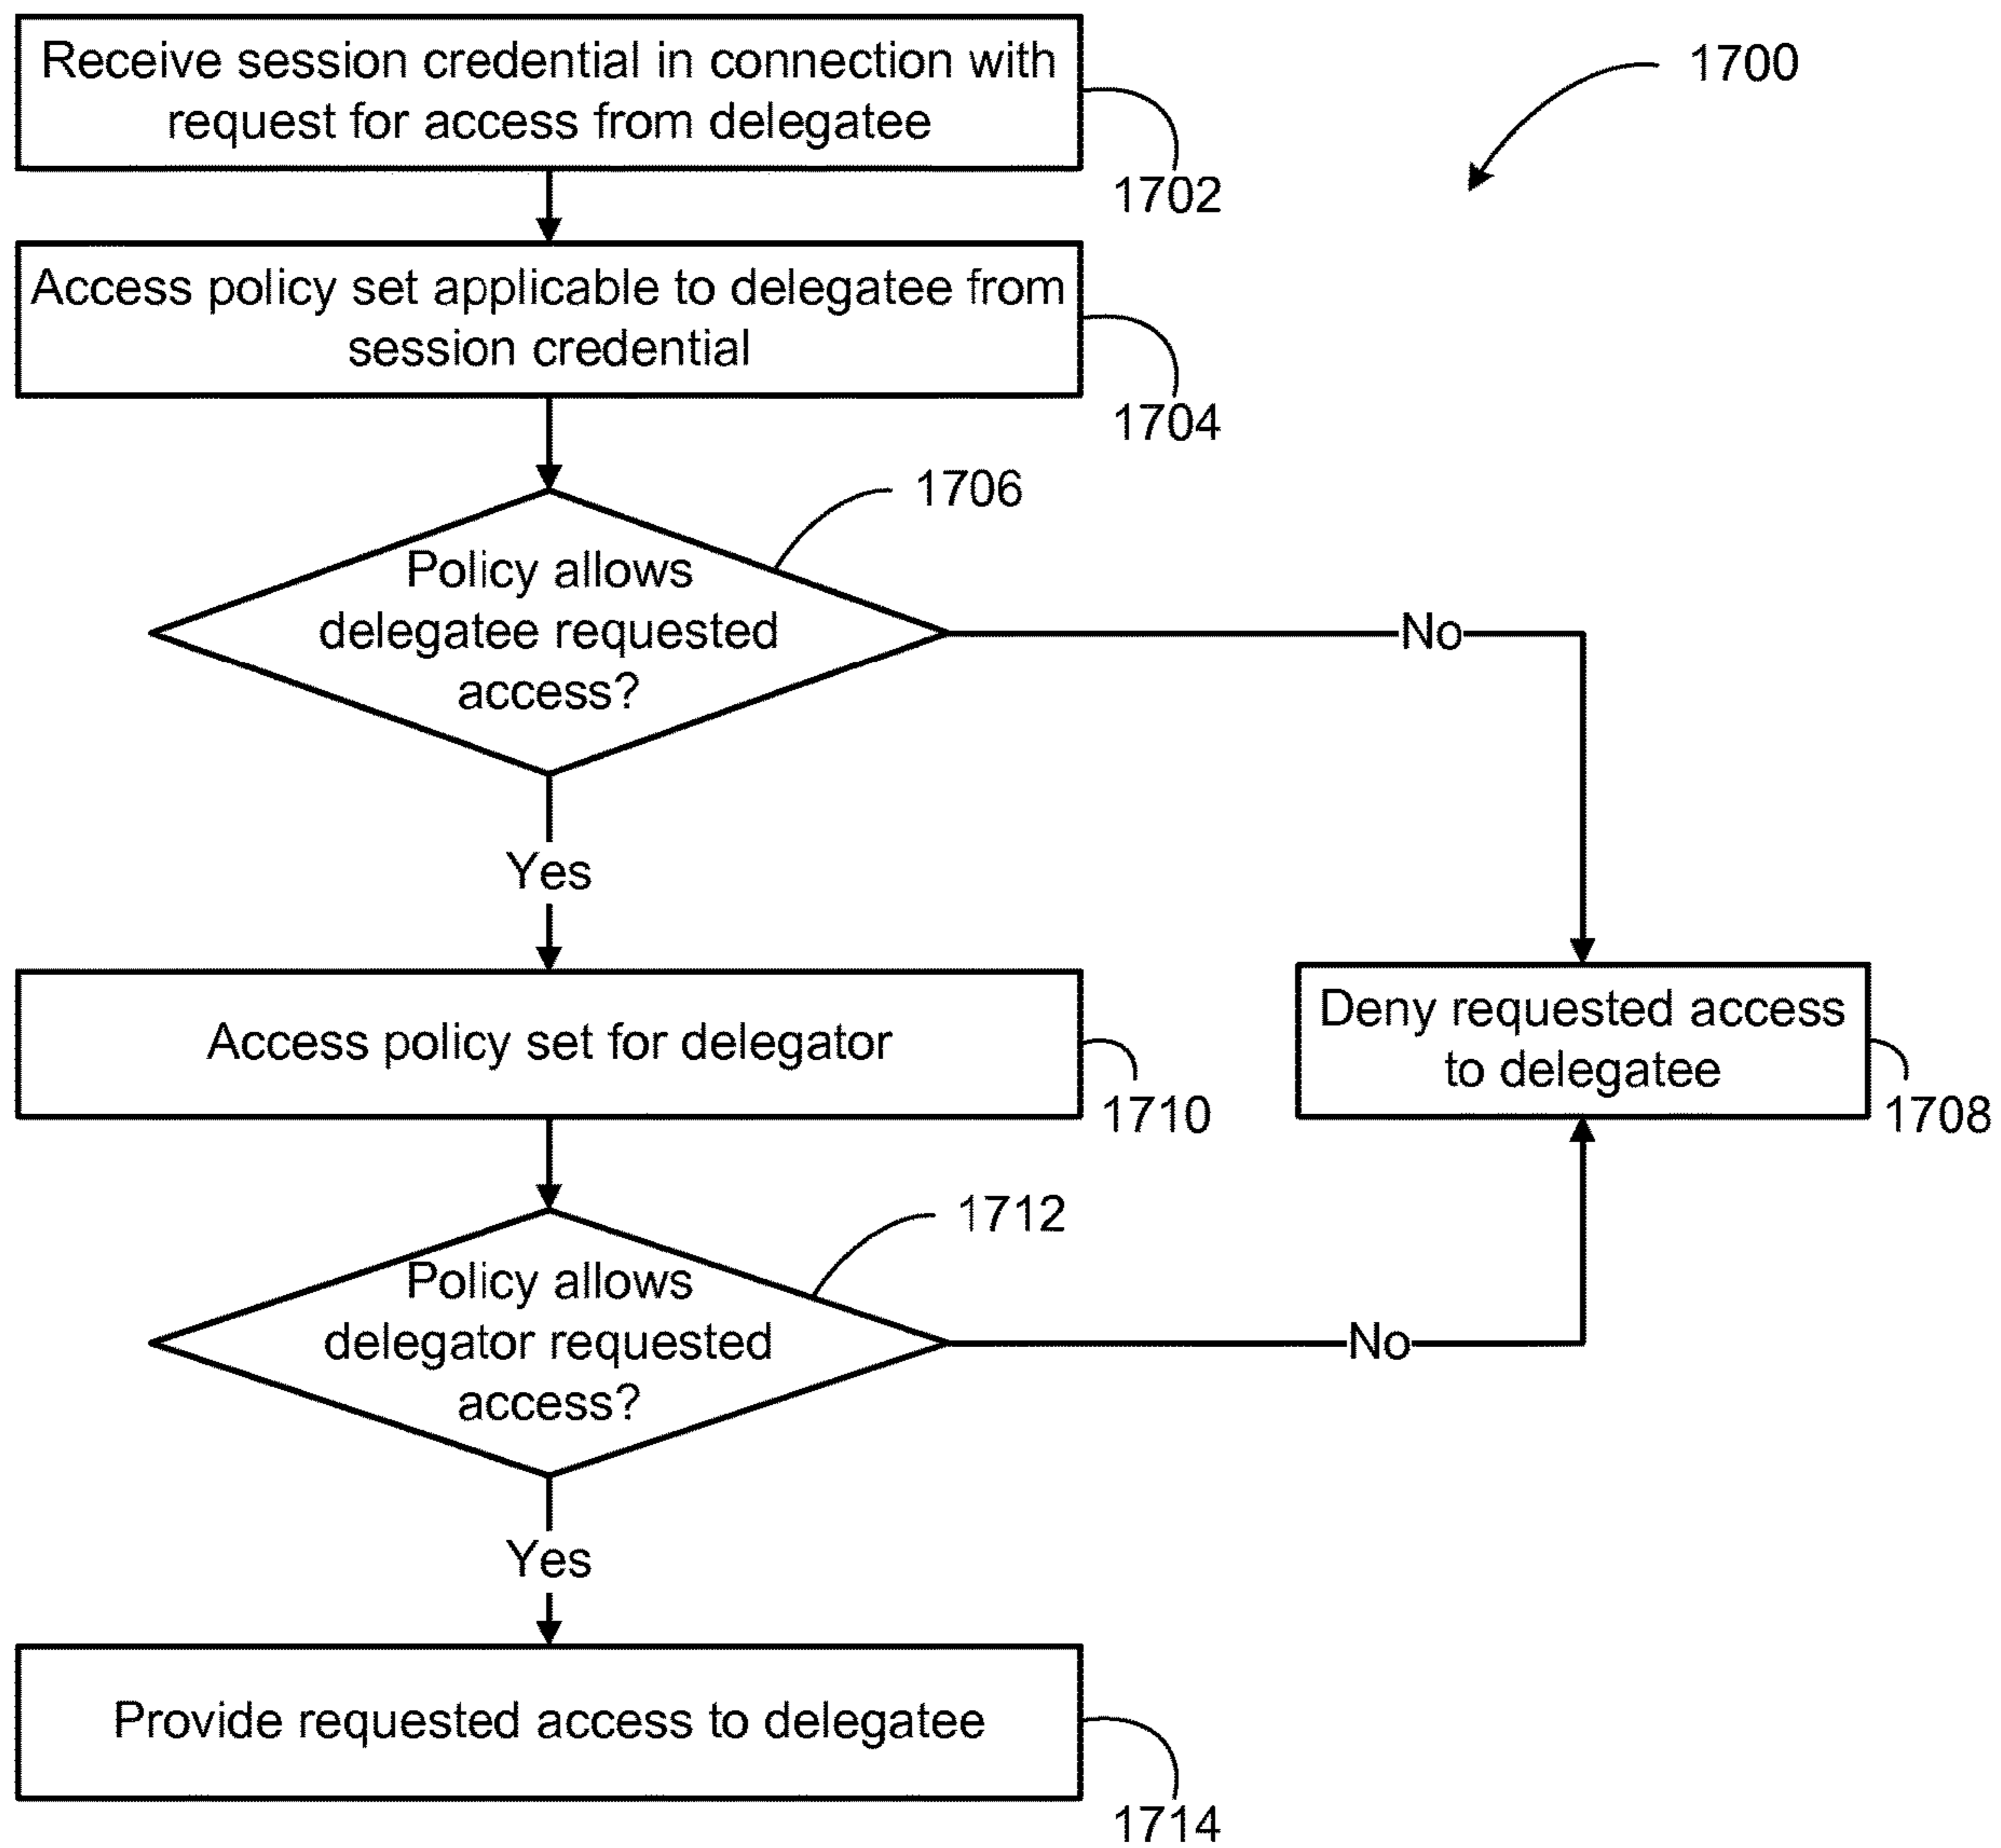 Receive session credential in connection with
request for access from delegatee
1700
1702
Access policy set applicable to delegatee from
session credential
1704
1706
Policy allows
delegatee requested
access?
No
Yes
Access policy set for delegator
1710
Deny requested access
to delegatee
1708
1712
Policy allows
delegator requested
access?
No
Yes
Provide requested access to delegatee
1714